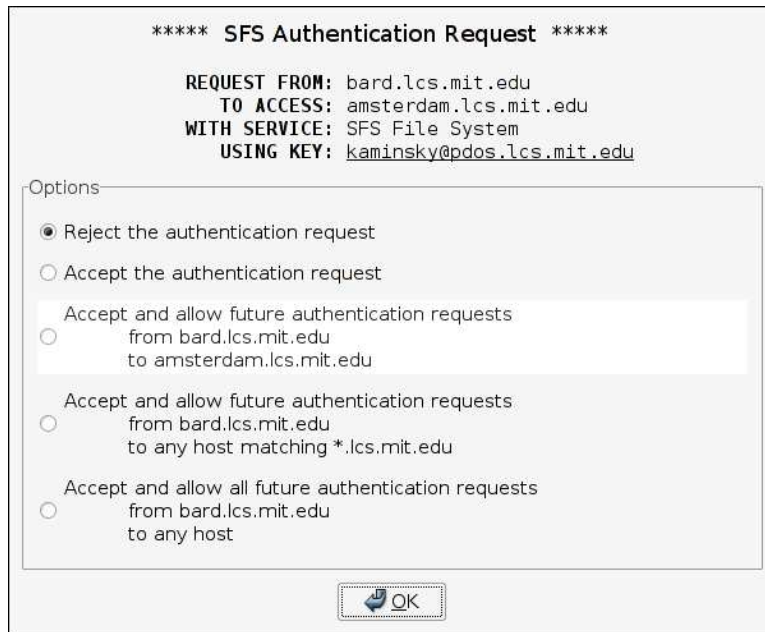 ***** SFS Authentication Request *****
REQUEST FROM: bard.lcs.mit.edu
TO ACCESS: amsterdam.lcs.mit.edu
WITH SERVICE: SFS File System
USING KEY: kaminsky@pdos.lcs.mit.edu
Options
Reject the authentication request
Accept the authentication request
Accept and allow future authentication requests
from bard.lcs.mit.edu
to amsterdam.lcs.mit.edu
Accept and allow future authentication requests
from bard.lcs.mit.edu
to any host matching *.lcs.mit.edu
Accept and allow all future authentication requests
from bard.lcs.mit.edu
to any host
OK